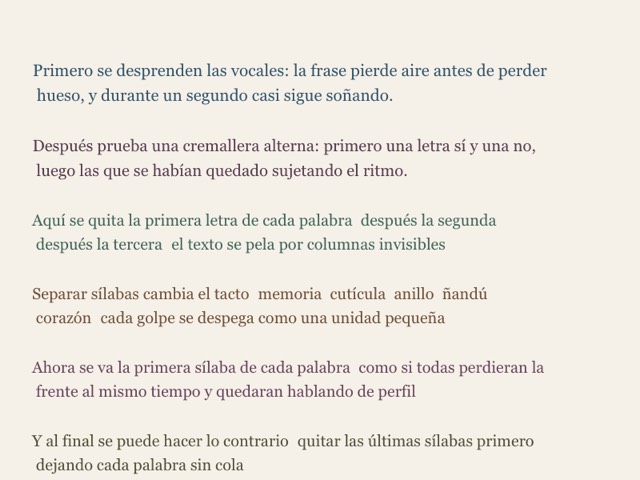 Primero se desprenden las vocales: la frase pierde aire antes de perder
hueso, y durante un segundo casi sigue soñando.
Después prueba una cremallera alterna: primero una letra sí y una no,
luego las que se habían quedado sujetando el ritmo.
Aquí se quita la primera letra de cada palabra  después la segunda
después la tercera  el texto se pela por columnas invisibles
Separar sílabas cambia el tacto  memoria  cutícula  anillo  ñandú
corazón  cada golpe se despega como una unidad pequeña
Ahora se va la primera sílaba de cada palabra  como si todas perdieran la
frente al mismo tiempo y quedaran hablando de perfil
Y al final se puede hacer lo contrario  quitar las últimas sílabas primero
dejando cada palabra sin cola